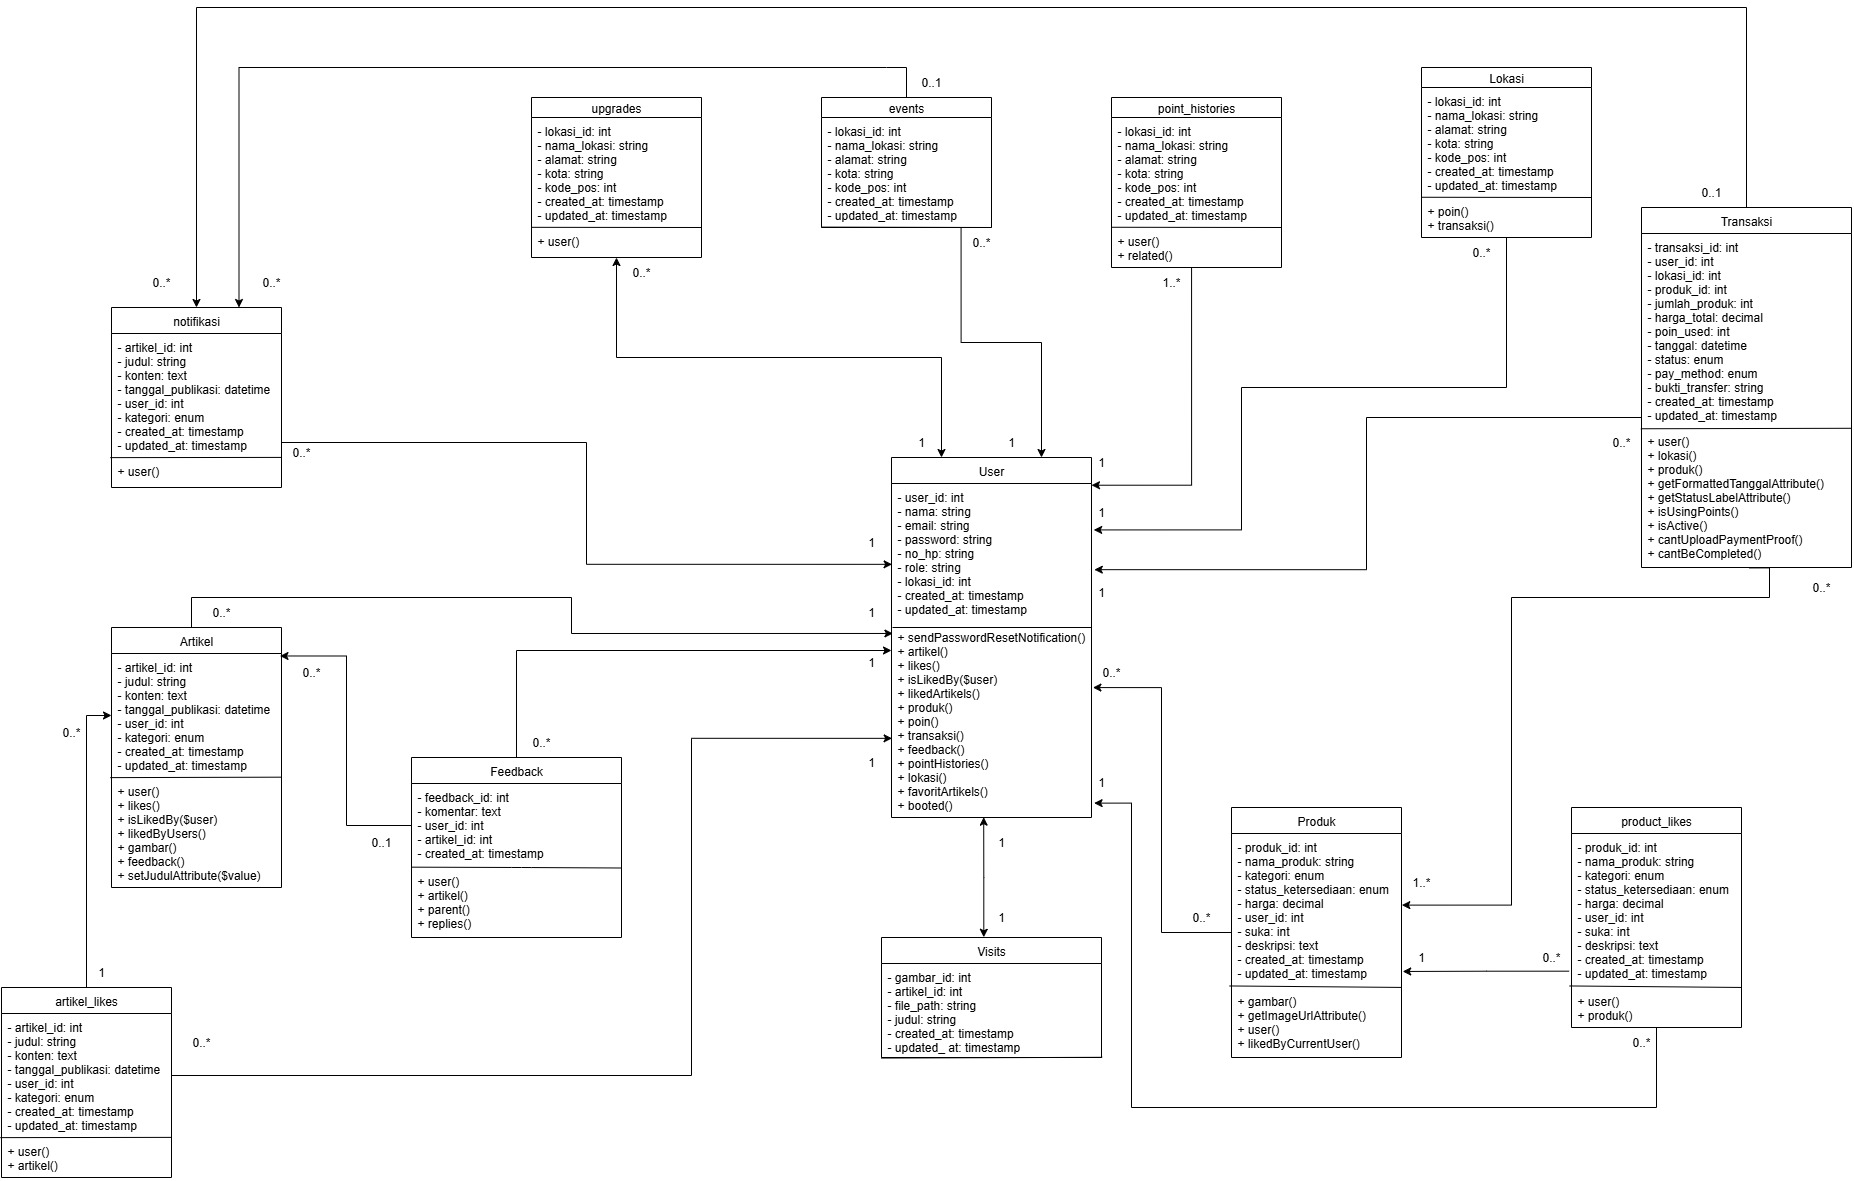 0..1
upgrades
- lokasi_id: int
- nama_lokasi: string
- alamat: string
- kota: string
- kode_pos: int
- created_at: timestamp
- updated_at: timestamp
+ user()
0..*
events
- lokasi_id: int
- nama_lokasi: string
- alamat: string
- kota: string
- kode_pos: int
- created_at: timestamp
- updated_at: timestamp
0..*
point_histories
- lokasi_id: int
- nama_lokasi: string
- alamat: string
- kota: string
- kode_pos: int
- created_at: timestamp
- updated_at: timestamp
+ user()
+ related()
1..*
Lokasi
- lokasi_id: int
- nama_lokasi: string
- alamat: string
- kota: string
- kode_pos: int
- created_at: timestamp
- updated_at: timestamp
+ poin()
+ transaksi()
0..*
0..1
Transaksi
- transaksi_id: int
- user_id: int
- lokasi_id: int
- produk_id: int
- jumlah_produk: int
- harga_total: decimal
- poin_used: int
- tanggal: datetime
- status: enum
- pay_method: enum
- bukti_transfer: string
- created_at: timestamp
- updated_at: timestamp
+ user()
+ lokasi()
+ produk()
+ getFormattedTanggalAttribute()
+ getStatusLabelAttribute()
+ isUsingPoints()
+ isActive()
+ cantUploadPaymentProof()
+ cantBeCompleted()
0..*
0..*
0..*
0..*
notifikasi
- artikel_id: int
- judul: string
- konten: text
- tanggal_publikasi: datetime
- user_id: int
- kategori: enum
- created_at: timestamp
- updated_at: timestamp
+ user()
0..*
1
1
1
1
1
1
1
1
1
0..*
1
User
- user_id: int
- nama: string
- email: string
- password: string
- no_hp: string
- role: string
- lokasi_id: int
- created_at: timestamp
- updated_at: timestamp
+ sendPasswordResetNotification()
+ artikel()
+ likes()
+ isLikedBy($user)
+ likedArtikels()
+ produk()
+ poin()
+ transaksi()
+ feedback()
+ pointHistories()
+ lokasi()
+ favoritArtikels()
+ booted()
0..*
Artikel
- artikel_id: int
- judul: string
- konten: text
- tanggal_publikasi: datetime
- user_id: int
- kategori: enum
- created_at: timestamp
- updated_at: timestamp
+ user()
+ likes()
+ isLikedBy($user)
+ likedByUsers()
+ gambar()
+ feedback()
+ setJudulAttribute($value)
0..*
0..*
0..*
0..1
Feedback
- feedback_id: int
- komentar: text
- user_id: int
- artikel_id: int
- created_at: timestamp
+ user()
+ artikel()
+ parent()
+ replies()
1
1
Visits
- gambar_id: int
- artikel_id: int
- file_path: string
- judul: string
- created_at: timestamp
- updated_ at: timestamp
0..*
Produk
- produk_id: int
- nama_produk: string
- kategori: enum
- status_ketersediaan: enum
- harga: decimal
- user_id: int
- suka: int
- deskripsi: text
- created_at: timestamp
- updated_at: timestamp
+ gambar()
+ getImageUrlAttribute()
+ user()
+ likedByCurrentUser()
1..*
1
0..*
product_likes
- produk_id: int
- nama_produk: string
- kategori: enum
- status_ketersediaan: enum
- harga: decimal
- user_id: int
- suka: int
- deskripsi: text
- created_at: timestamp
- updated_at: timestamp
+ user()
+ produk()
0..*
1
artikel_likes
- artikel_id: int
- judul: string
- konten: text
- tanggal_publikasi: datetime
- user_id: int
- kategori: enum
- created_at: timestamp
- updated_at: timestamp
+ user()
+ artikel()
0..*